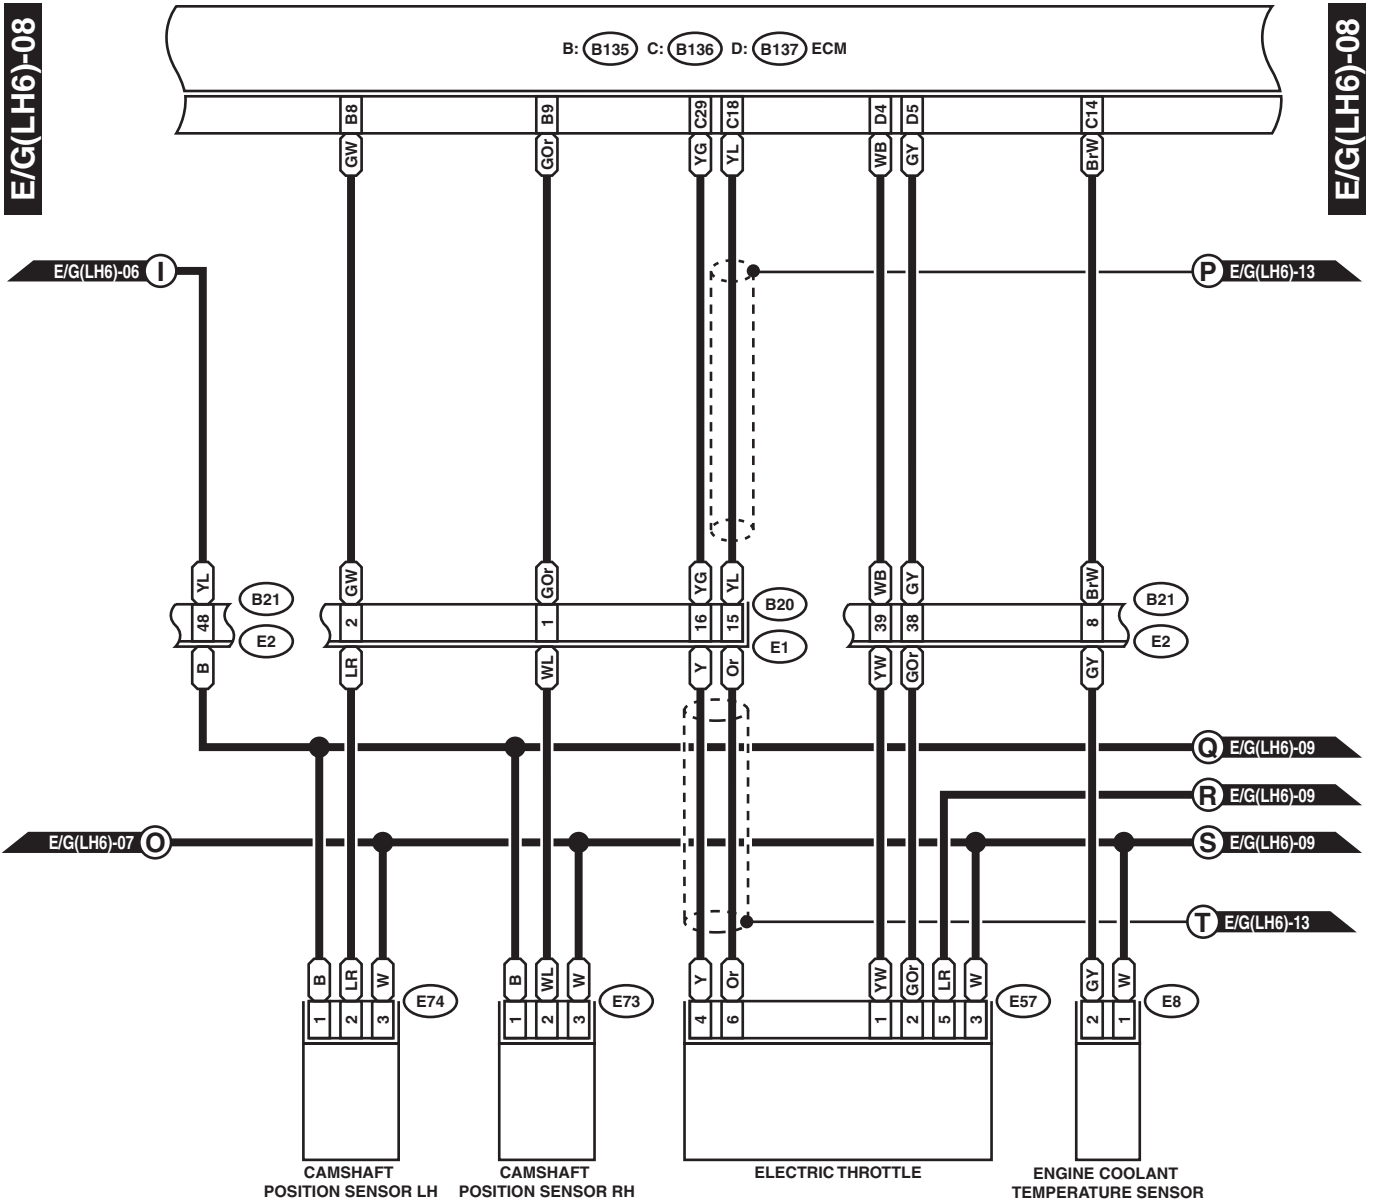 E/G(LH6)-08
E/G(LH6)-08
B: B135 C: B136 D: B137 ECM
B8 B9 C29 C18 D4 D5 C14
GW GOr YG YL WB GY BrW
E/G(LH6)-06 I
P E/G(LH6)-13
YL GW GOr YG YL WB GY BrW
B21 B20 B21
48 2 1 16 15 39 38 8
E2 E1 E2
B LR WL Y Or YW GOr GY
Q E/G(LH6)-09
R E/G(LH6)-09
E/G(LH6)-07 O
S E/G(LH6)-09
T E/G(LH6)-13
B LR W B WL W Y Or YW GOr LR W GY W
E74 E73 E57 E8
1 2 3 1 2 3 4 6 1 2 5 3 2 1
CAMSHAFT
POSITION SENSOR LH
CAMSHAFT
POSITION SENSOR RH
ELECTRIC THROTTLE
ENGINE COOLANT
TEMPERATURE SENSOR